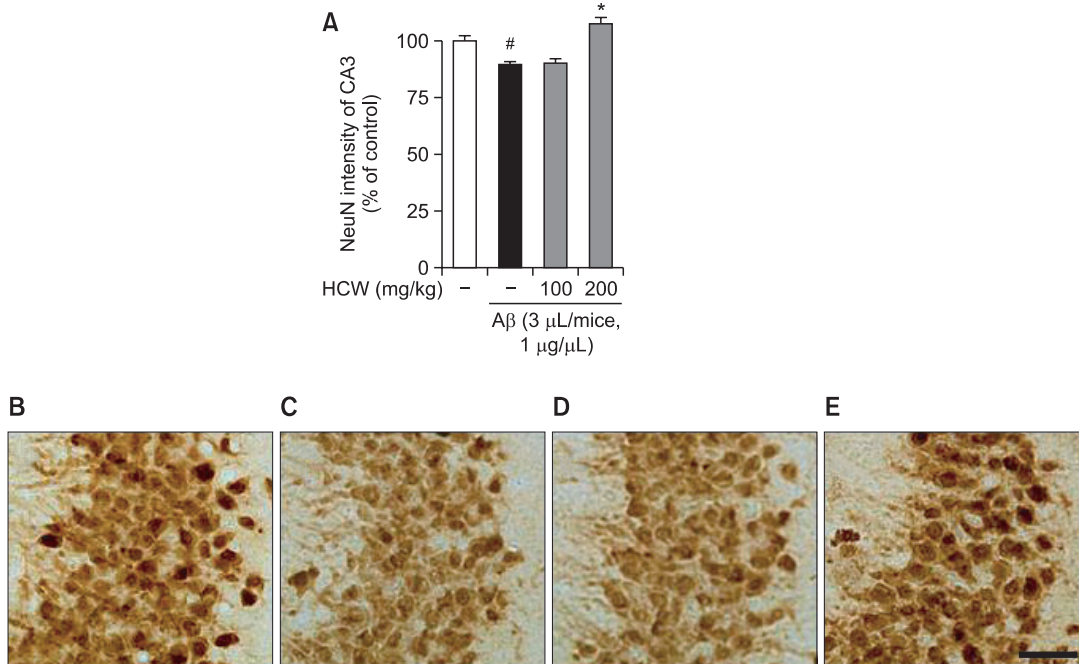 A
NeuN intensity of CA3
(% of control)
100
75
50
25
0
#
*
HCW (mg/kg) – – 100 200
Aβ (3 μL/mice,
1 μg/μL)
B C D E